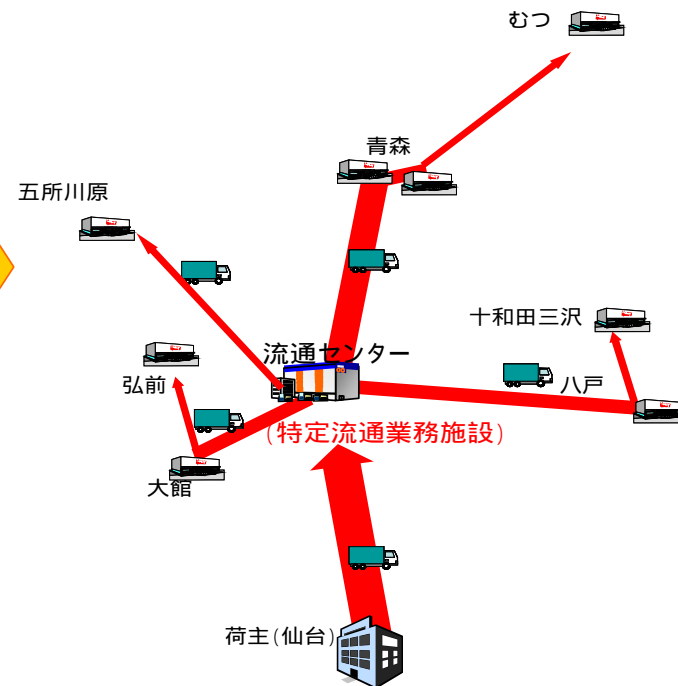 むつ
青森
五所川原
十和田三沢
流通センター
弘前
八戸
(特定流通業務施設)
大館
荷主(仙台)